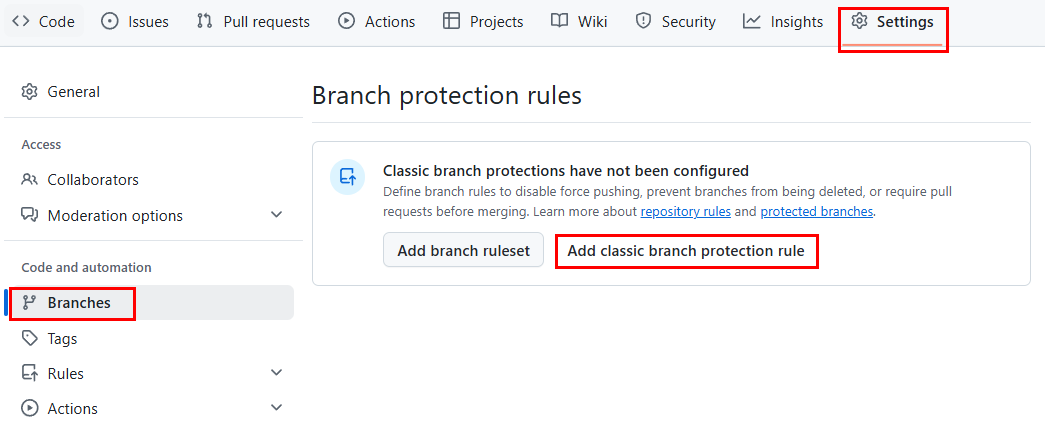 Code Issues Pull requests Actions Projects Wiki Security Insights Settings
General
Access
Collaborators
Moderation options
Code and automation
Branches
Tags
Rules
Actions
Branch protection rules
Classic branch protections have not been configured
Define branch rules to disable force pushing, prevent branches from being deleted, or require pull
requests before merging. Learn more about repository rules and protected branches.
Add branch ruleset Add classic branch protection rule